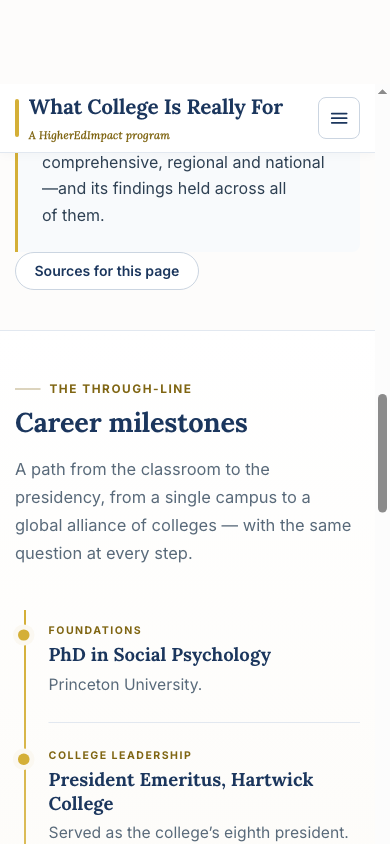 What College Is Really For
A HigherEdImpact program
comprehensive, regional and national
—and its findings held across all
of them.
Sources for this page
THE THROUGH-LINE
Career milestones
A path from the classroom to the
presidency, from a single campus to a
global alliance of colleges — with the same
question at every step.
FOUNDATIONS
PhD in Social Psychology
Princeton University.
COLLEGE LEADERSHIP
President Emeritus, Hartwick
College
Served as the college’s eighth president.